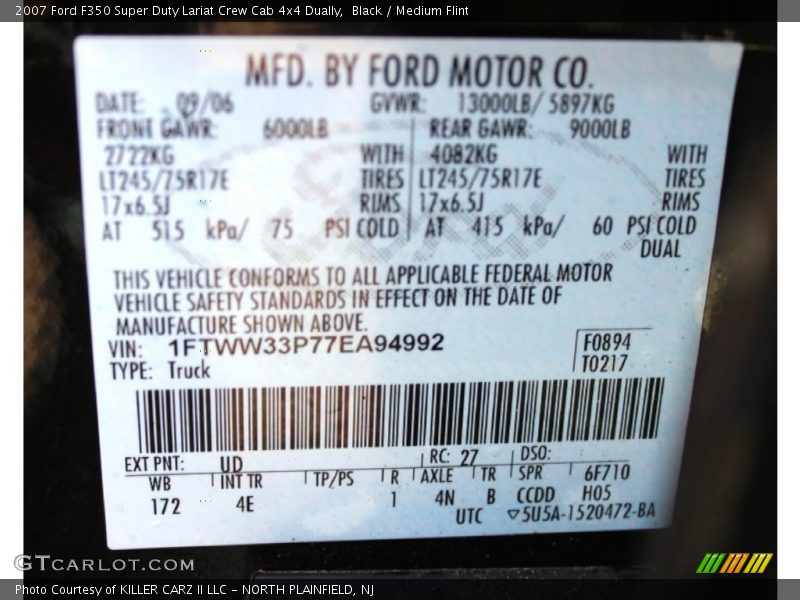 2007 Ford F350 Super Duty Lariat Crew Cab 4x4 Dually,  Black / Medium Flint
MFD. BY FORD MOTOR CO.
DATE: 09/06 GVWR: 13000LB/ 5897KG
FRONT GAWR: 6000LB REAR GAWR: 9000LB
2722KG WITH 4082KG WITH
LT245/75R17E TIRES LT245/75R17E TIRES
17x6.5J RIMS 17x6.5J RIMS
AT 515 kPa/ 75 PSI COLD AT 415 kPa/ 60 PSI COLD
DUAL
THIS VEHICLE CONFORMS TO ALL APPLICABLE FEDERAL MOTOR
VEHICLE SAFETY STANDARDS IN EFFECT ON THE DATE OF
MANUFACTURE SHOWN ABOVE.
VIN: 1FTWW33P77EA94992 F0894
TYPE: Truck T0217
EXT PNT: UD RC: 27 DSO:
WB INT TR TP/PS R AXLE TR SPR 6F710
172 4E 1 4N B CCDD H05
UTC ▽5U5A-1520472-BA
GTCARLOT.COM
Photo Courtesy of KILLER CARZ II LLC - NORTH PLAINFIELD, NJ